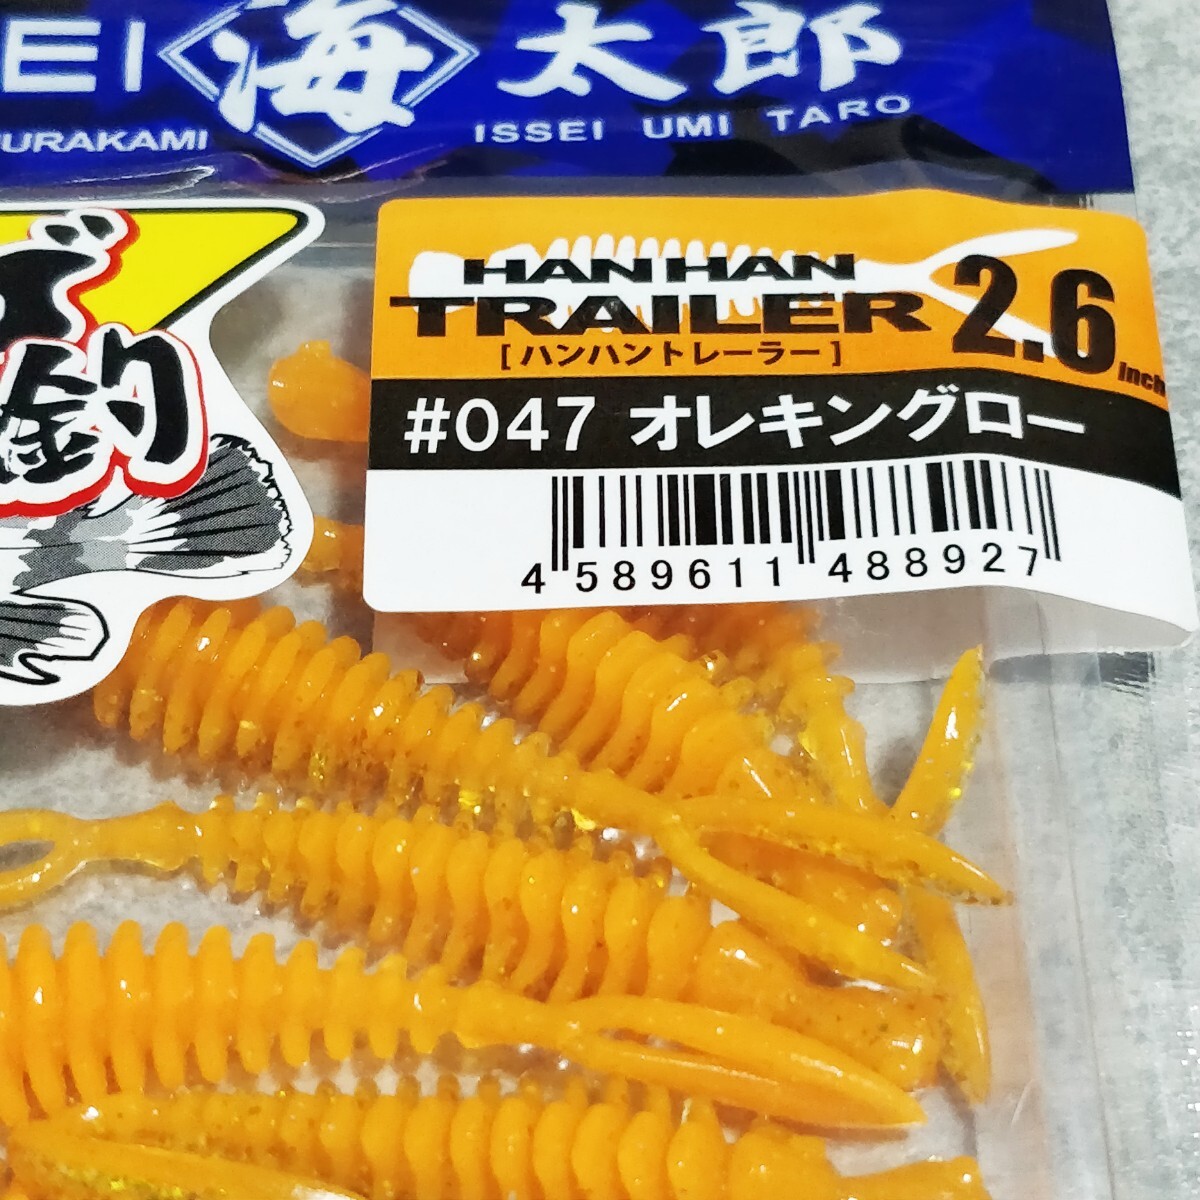 EI 海 太郎
URAKAMI ISSEI UMI TARO
釣
HAN HAN
TRAILER 2.6 inch
[ハンハントレーラー]
#047 オレキングロー
4 589611 488927